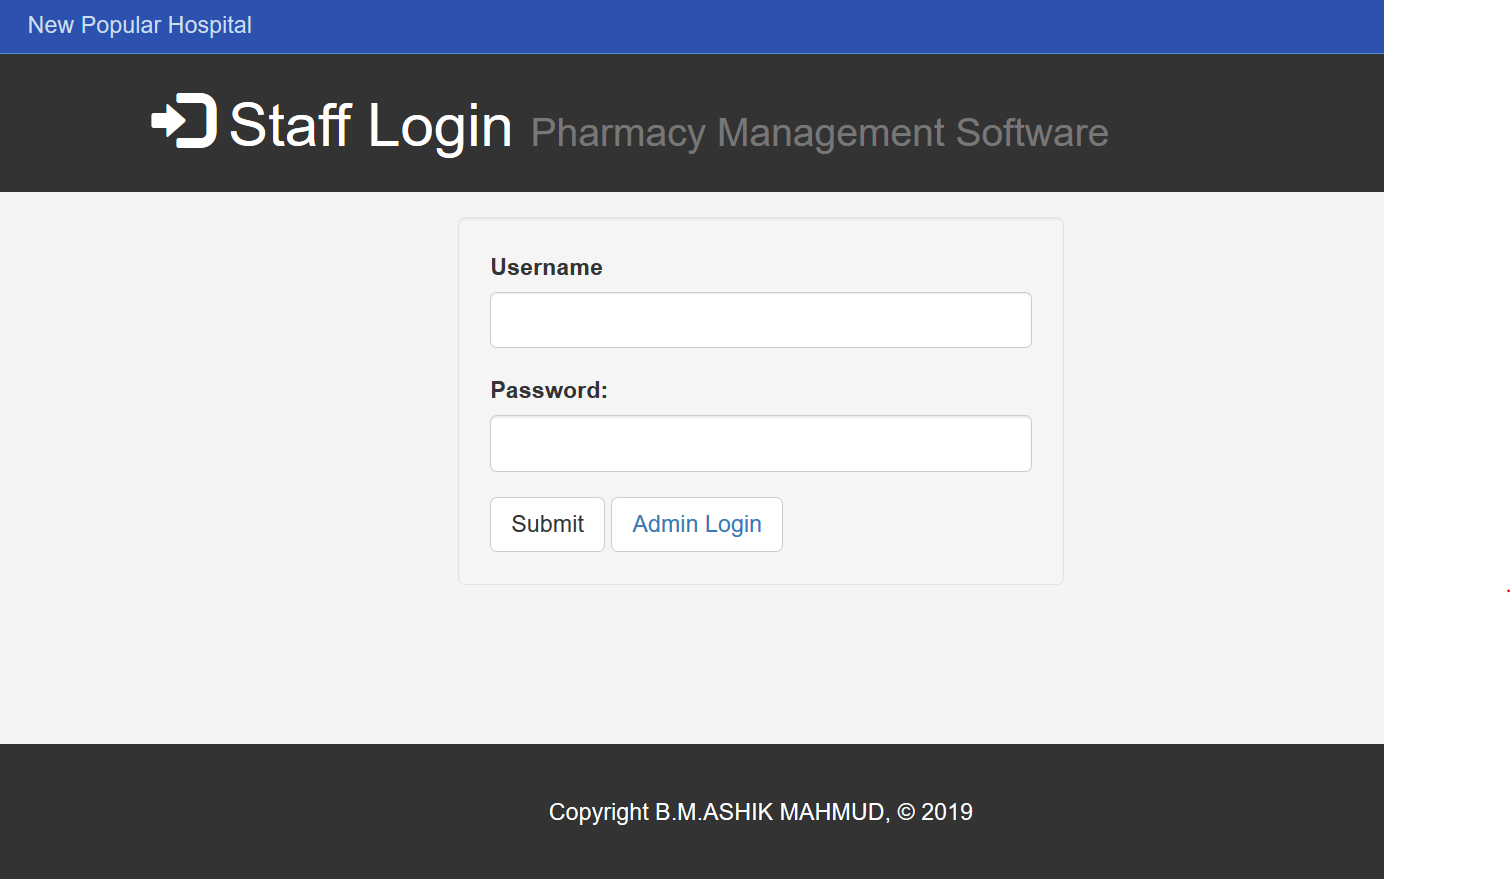 New Popular Hospital
Staff Login Pharmacy Management Software
Username
Password:
Submit Admin Login
Copyright B.M.ASHIK MAHMUD, © 2019